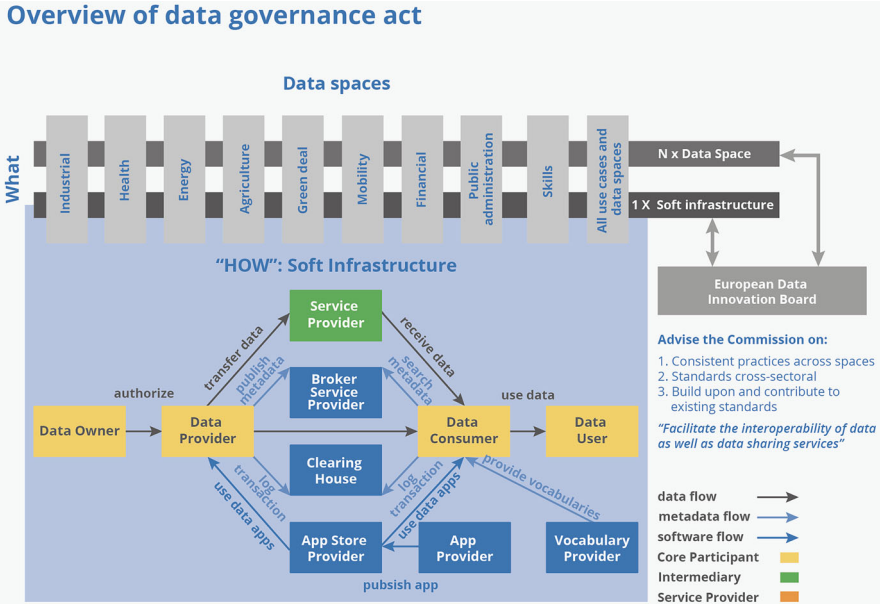 Overview of data governance act
Data spaces
What
Industrial
Health
Energy
Agriculture
Green deal
Mobility
Financial
Public
administration
Skills
All use cases and
data spaces
N x Data Space
1 X Soft infrastructure
European Data
Innovation Board
“HOW”: Soft Infrastructure
Service
Provider
transfer data
receive data
publish
metadata
search
metadata
Broker
Service
Provider
authorize
use data
Data Owner
Data
Provider
Data
Consumer
Data
User
Clearing
House
log
transaction
log
transaction
use data apps
use data apps
provide vocabularies
App Store
Provider
App
Provider
Vocabulary
Provider
pubsish app
Advise the Commission on:
1. Consistent practices across spaces
2. Standards cross-sectoral
3. Build upon and contribute to
existing standards
“Facilitate the interoperability of data
as well as data sharing services”
data flow
metadata flow
software flow
Core Participant
Intermediary
Service Provider